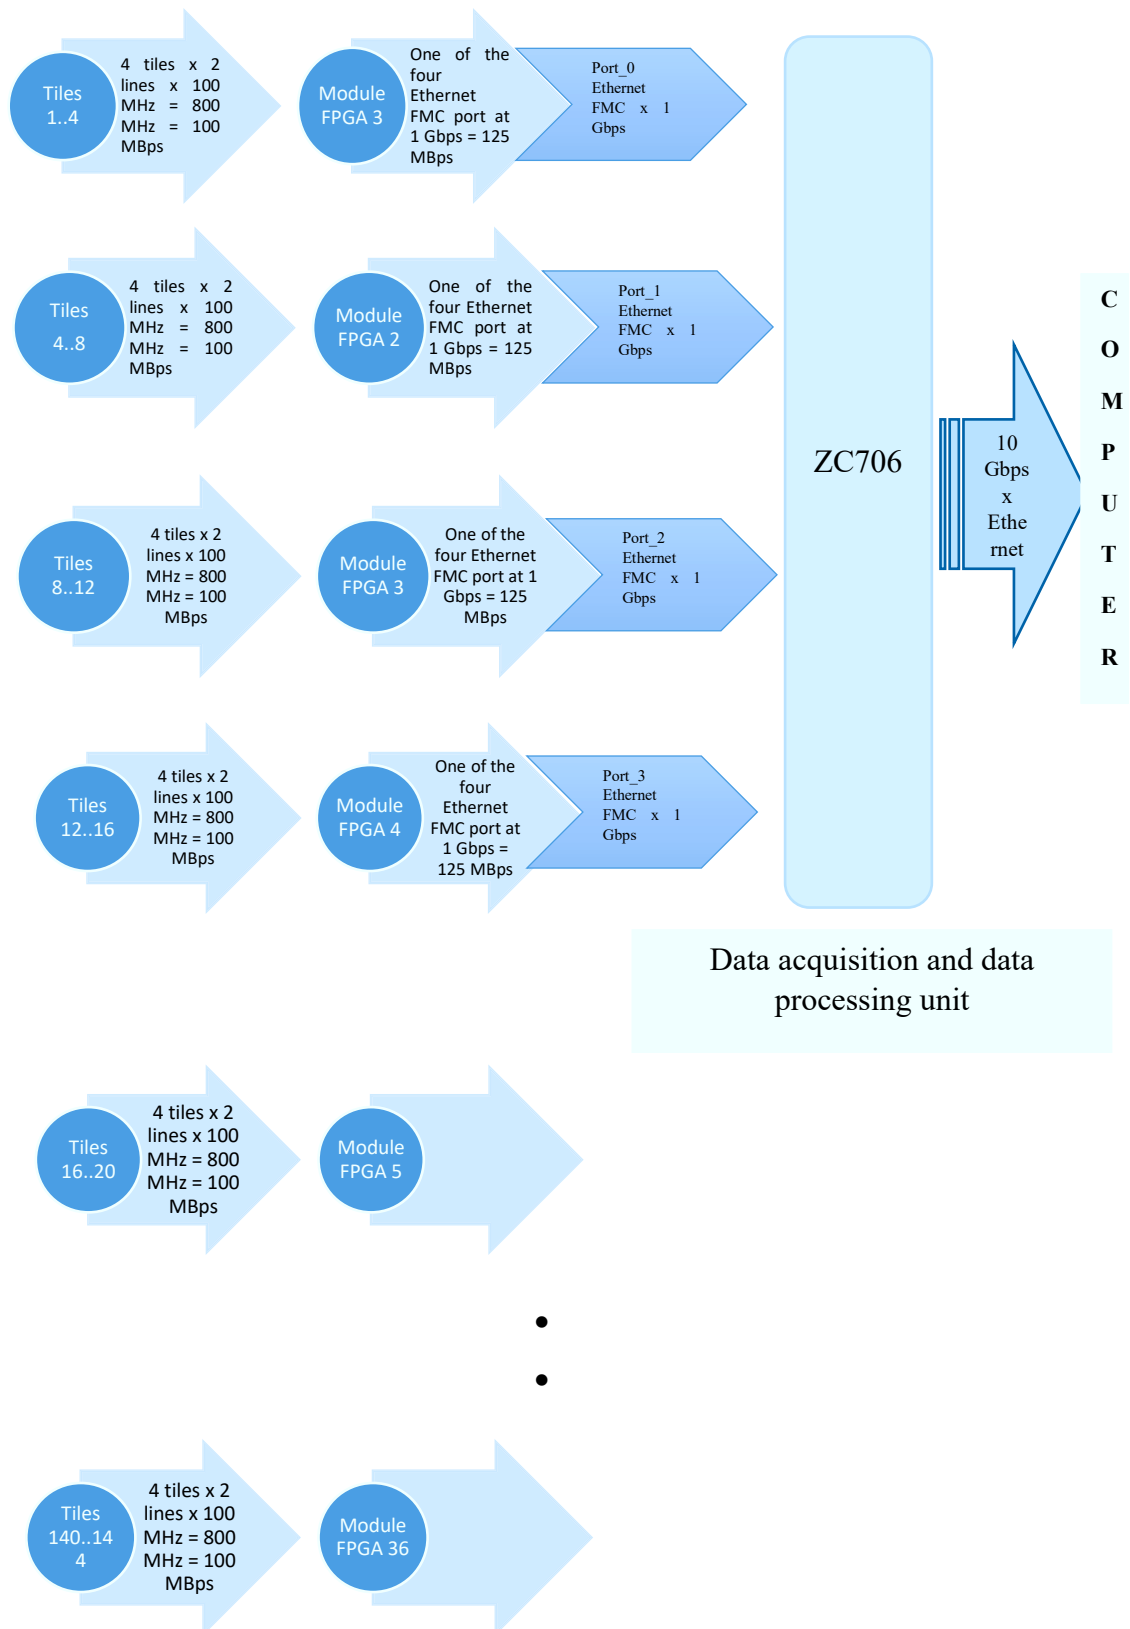 Tiles
1..4
4 tiles x 2
lines x 100
MHz = 800
MHz = 100
MBps
Module
FPGA 3
One of the
four
Ethernet
FMC port at
1 Gbps = 125
MBps
Port_0
Ethernet
FMC x 1
Gbps
Tiles
4..8
4 tiles x 2
lines x 100
MHz = 800
MHz = 100
MBps
Module
FPGA 2
One of the
four Ethernet
FMC port at
1 Gbps = 125
MBps
Port_1
Ethernet
FMC x 1
Gbps
Tiles
8..12
4 tiles x 2
lines x 100
MHz = 800
MHz = 100
MBps
Module
FPGA 3
One of the
four Ethernet
FMC port at 1
Gbps = 125
MBps
Port_2
Ethernet
FMC x 1
Gbps
Tiles
12..16
4 tiles x 2
lines x 100
MHz = 800
MHz = 100
MBps
Module
FPGA 4
One of the
four
Ethernet
FMC port at
1 Gbps =
125 MBps
Port_3
Ethernet
FMC x 1
Gbps
ZC706
10
Gbps
x
Ethe
rnet
C
O
M
P
U
T
E
R
Data acquisition and data
processing unit
Tiles
16..20
4 tiles x 2
lines x 100
MHz = 800
MHz = 100
MBps
Module
FPGA 5
•
•
Tiles
140..14
4
4 tiles x 2
lines x 100
MHz = 800
MHz = 100
MBps
Module
FPGA 36